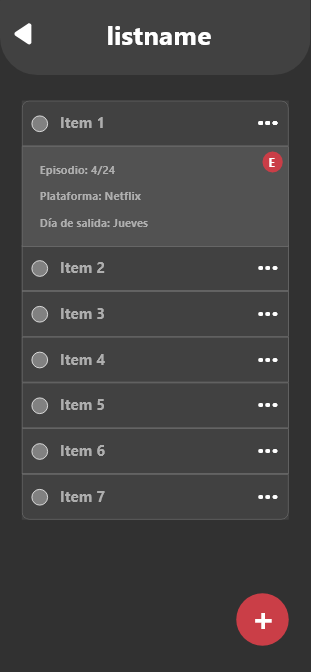 listname
Item 1
E
Episodio: 4/24
Plataforma: Netflix
Día de salida: Jueves
Item 2
Item 3
Item 4
Item 5
Item 6
Item 7
+